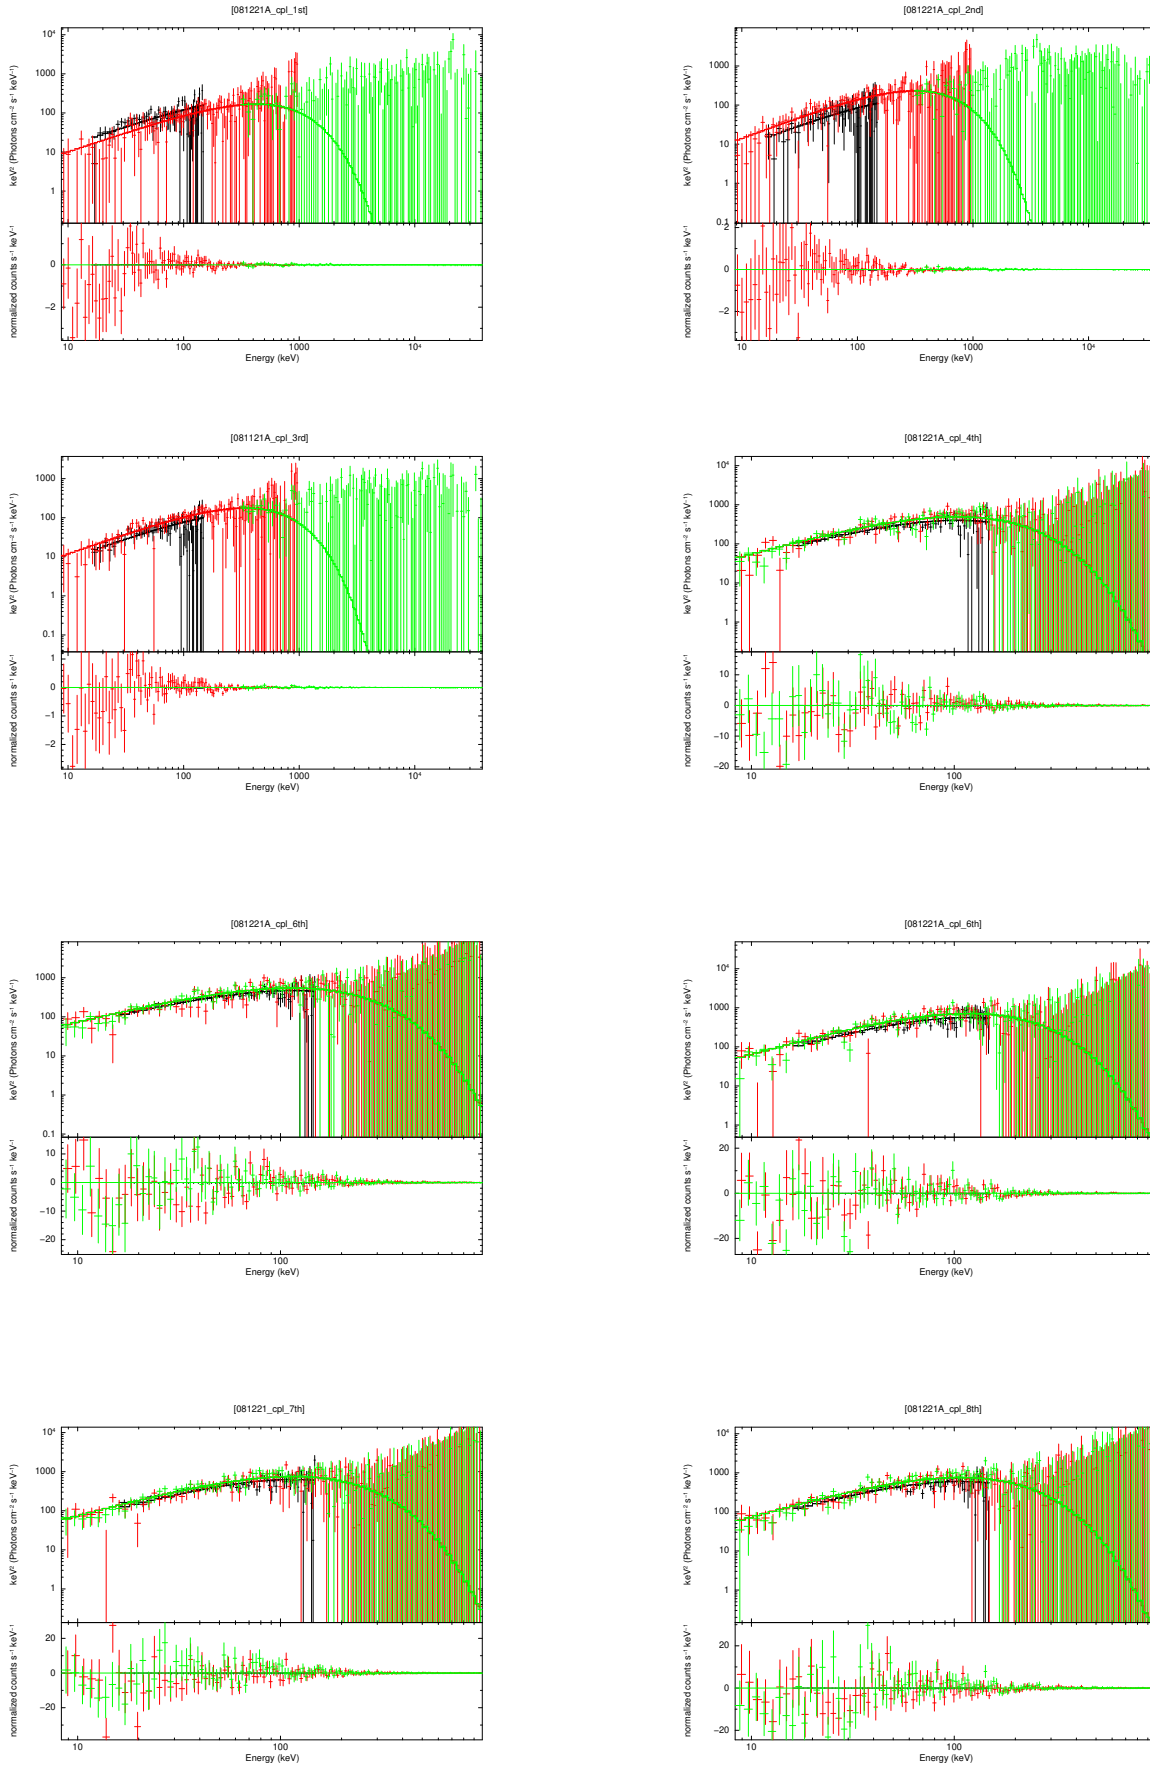 [081221A_cpl_1st]
keV² (Photons cm⁻² s⁻¹ keV⁻¹)
10⁴
1000
100
10
1
normalized counts s⁻¹ keV⁻¹
0
−2
10 100 1000 10⁴
Energy (keV)
[081221A_cpl_2nd]
keV² (Photons cm⁻² s⁻¹ keV⁻¹)
1000
100
10
1
0.1
normalized counts s⁻¹ keV⁻¹
2
0
−2
10 100 1000 10⁴
Energy (keV)
[081121A_cpl_3rd]
keV² (Photons cm⁻² s⁻¹ keV⁻¹)
1000
100
10
1
0.1
normalized counts s⁻¹ keV⁻¹
1
0
−1
−2
10 100 1000 10⁴
Energy (keV)
[081221A_cpl_4th]
keV² (Photons cm⁻² s⁻¹ keV⁻¹)
10⁴
1000
100
10
1
normalized counts s⁻¹ keV⁻¹
10
0
−10
−20
10 100
Energy (keV)
[081221A_cpl_6th]
keV² (Photons cm⁻² s⁻¹ keV⁻¹)
1000
100
10
1
0.1
normalized counts s⁻¹ keV⁻¹
10
0
−10
−20
10 100
Energy (keV)
[081221A_cpl_6th]
keV² (Photons cm⁻² s⁻¹ keV⁻¹)
10⁴
1000
100
10
1
normalized counts s⁻¹ keV⁻¹
20
0
−20
10 100
Energy (keV)
[081221_cpl_7th]
keV² (Photons cm⁻² s⁻¹ keV⁻¹)
10⁴
1000
100
10
1
normalized counts s⁻¹ keV⁻¹
20
0
−20
10 100
Energy (keV)
[081221A_cpl_8th]
keV² (Photons cm⁻² s⁻¹ keV⁻¹)
10⁴
1000
100
10
1
normalized counts s⁻¹ keV⁻¹
20
0
−20
10 100
Energy (keV)